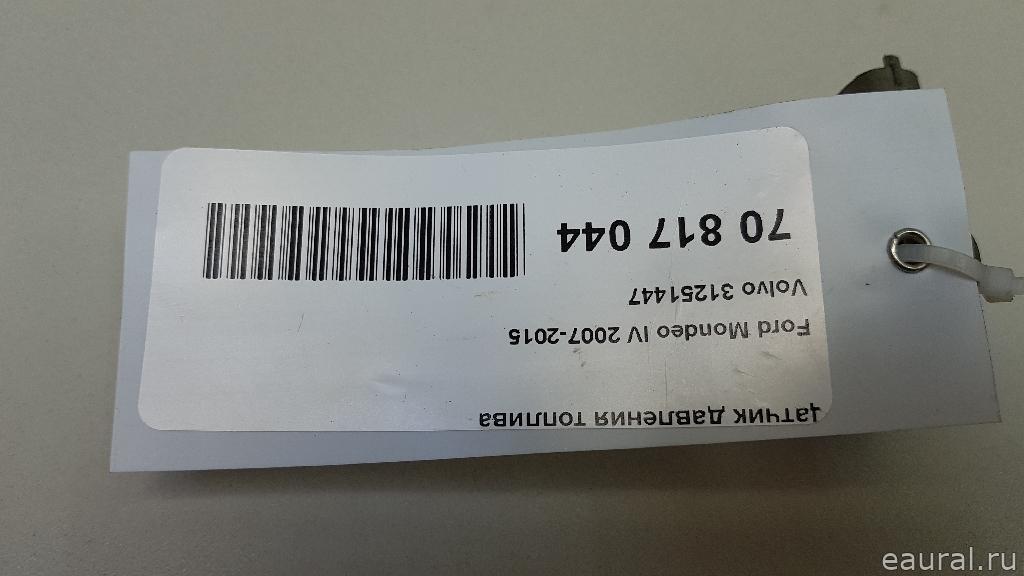 Датчик давления топлива
Ford Mondeo IV 2007-2015
Volvo 31251447
70 817 044
eaural.ru